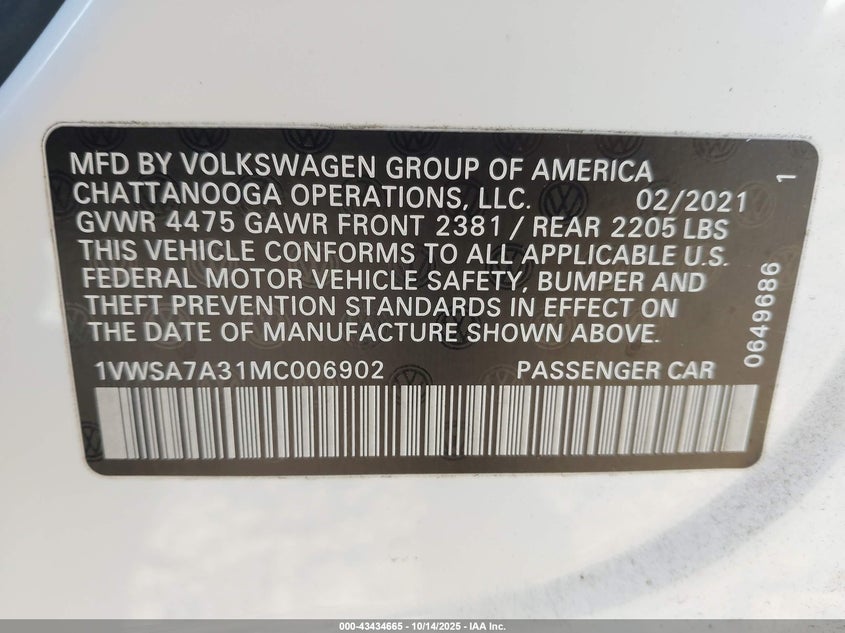 MFD BY VOLKSWAGEN GROUP OF AMERICA
CHATTANOOGA OPERATIONS, LLC. 02/2021
GVWR 4475 GAWR FRONT 2381 / REAR 2205 LBS
THIS VEHICLE CONFORMS TO ALL APPLICABLE U.S.
FEDERAL MOTOR VEHICLE SAFETY, BUMPER AND
THEFT PREVENTION STANDARDS IN EFFECT ON
THE DATE OF MANUFACTURE SHOWN ABOVE.
1VWSA7A31MC006902 PASSENGER CAR
0649686 1
000-43434665 | 10/14/2025 - IAA Inc.